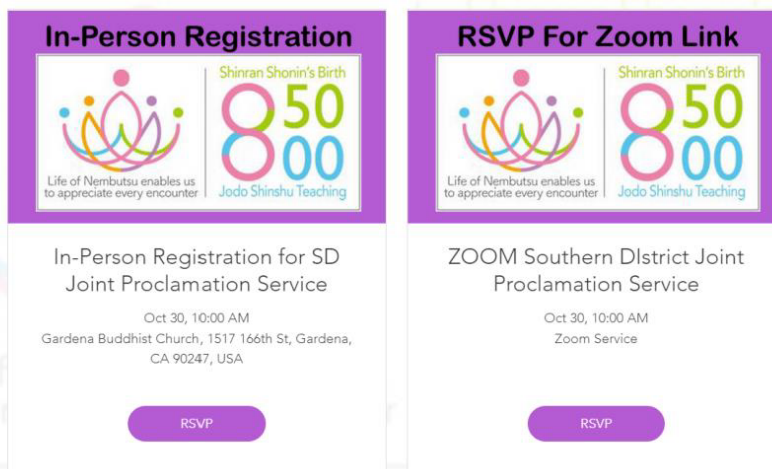 In-Person Registration
Shinran Shonin's Birth
850
800
Life of Nembutsu enables us
to appreciate every encounter
Jodo Shinshu Teaching
In-Person Registration for SD
Joint Proclamation Service
Oct 30, 10:00 AM
Gardena Buddhist Church, 1517 166th St, Gardena,
CA 90247, USA
RSVP
RSVP For Zoom Link
Shinran Shonin's Birth
850
800
Life of Nembutsu enables us
to appreciate every encounter
Jodo Shinshu Teaching
ZOOM Southern DIstrict Joint
Proclamation Service
Oct 30, 10:00 AM
Zoom Service
RSVP